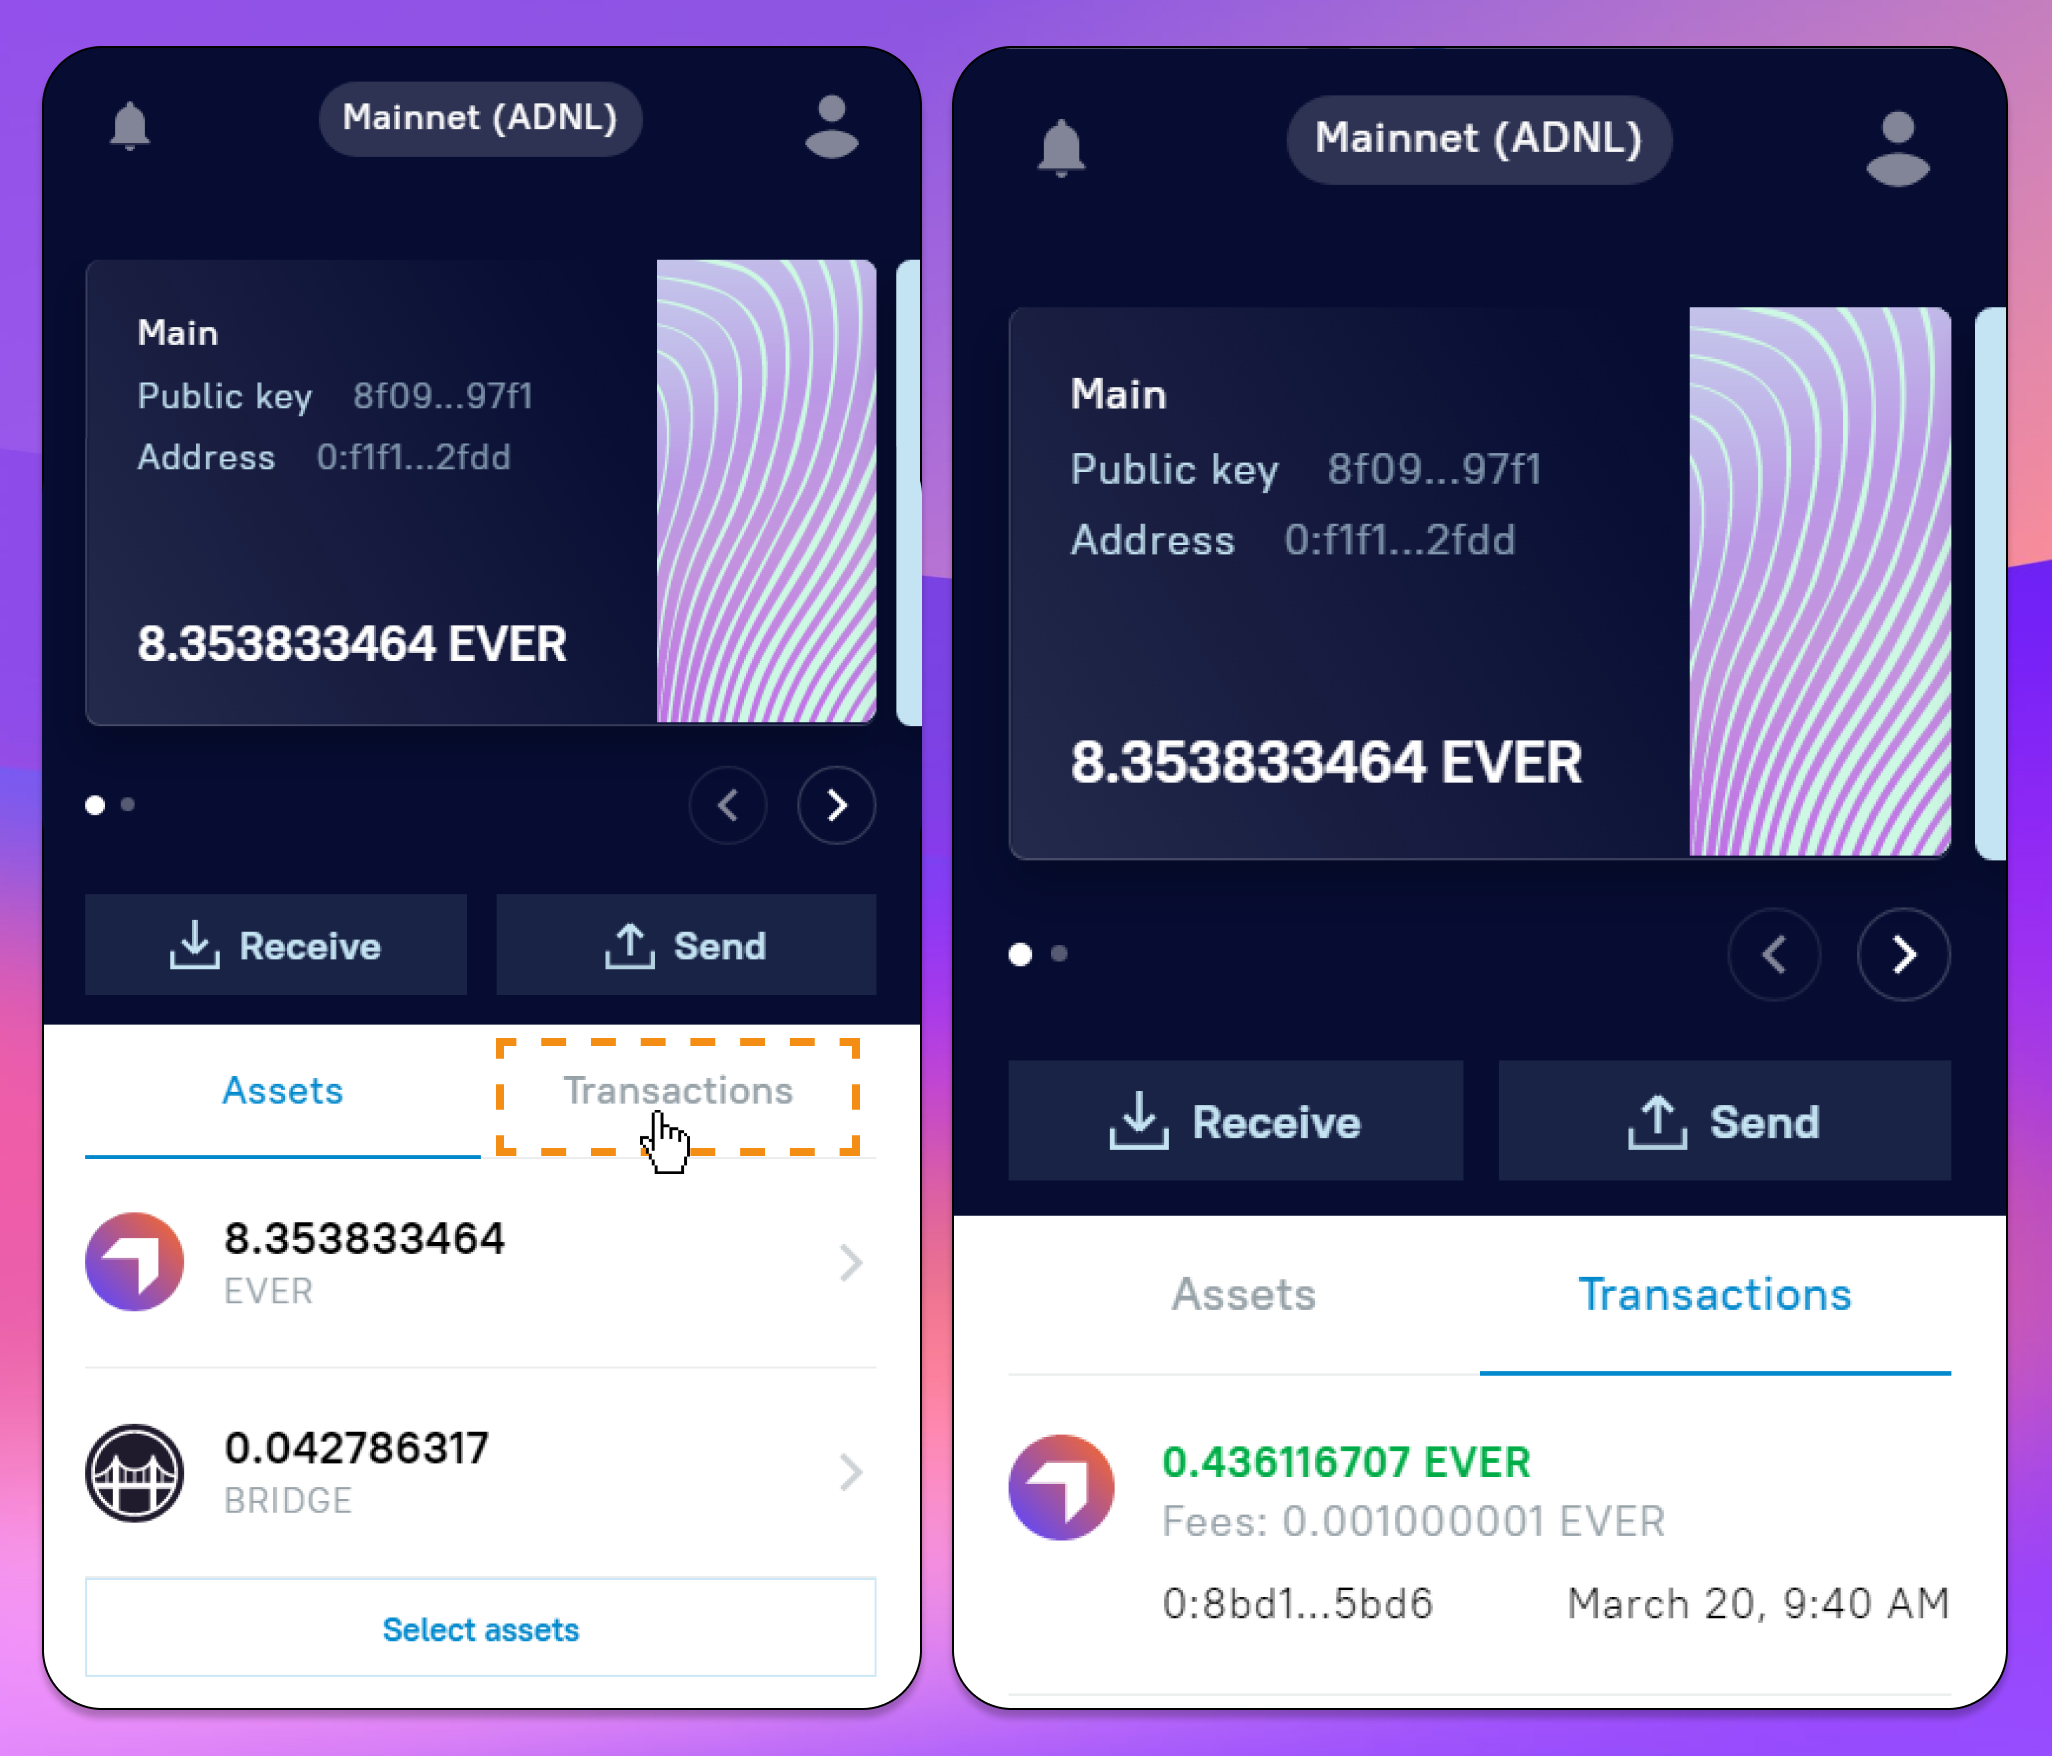 Mainnet (ADNL)
Main
Public key 8f09...97f1
Address 0:f1f1...2fdd
8.353833464 EVER
Receive
Send
Assets
Transactions
8.353833464
EVER
0.042786317
BRIDGE
Select assets
Mainnet (ADNL)
Main
Public key 8f09...97f1
Address 0:f1f1...2fdd
8.353833464 EVER
Receive
Send
Assets
Transactions
0.436116707 EVER
Fees: 0.001000001 EVER
0:8bd1...5bd6 March 20, 9:40 AM